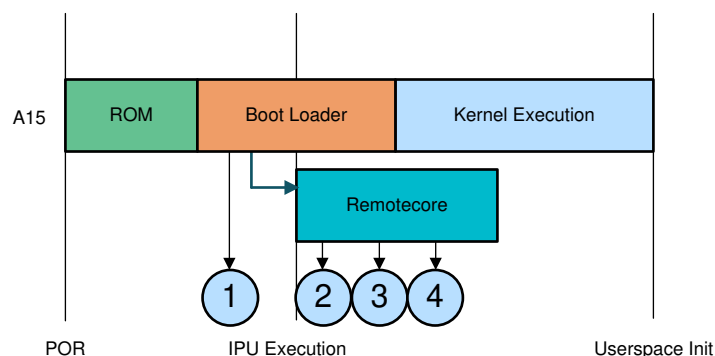 A15
ROM
Boot Loader
Kernel Execution
Remotecore
1
2
3
4
POR
IPU Execution
Userspace Init